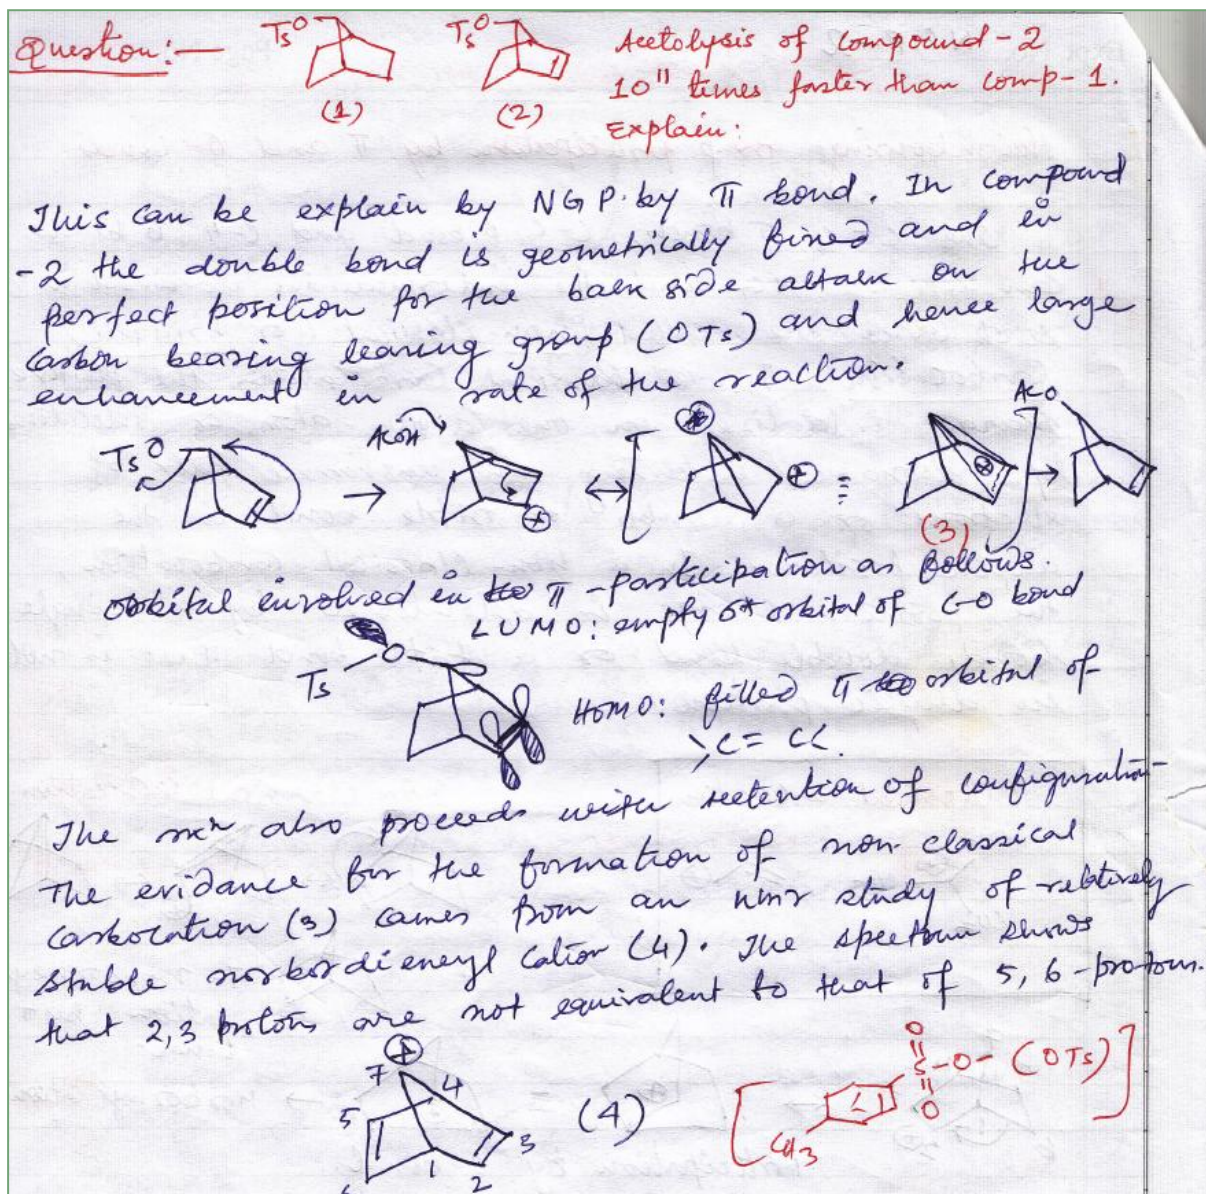 Question:—
TsO
TsO
(1)
(2)
Acetolysis of compound-2
10¹¹ times faster than comp-1.
Explain:
This can be explain by NGP. by π bond. In compound
-2 the double bond is geometrically fixed and in
perfect position for the back side attack on the
carbon bearing leaving group (OTs) and hence large
enhancement in rate of the reaction.
TsO
AcOH
⊕
↔
⊕
⊕
≡
⊕
(3)
AcO
orbital involved in π-participation as follows.
LUMO: empty σ* orbital of C-O bond
Ts
O
HOMO: filled π orbital of
>C=C<.
The rxn also proceeds with retention of configuration-
The evidance for the formation of non classical
carbocation (3) comes from an nmr study of relatively
stable norbordienyl cation (4). The spectrum shows
that 2,3 protons are not equivalent to that of 5,6-protons.
⊕
7
4
5
3
1
2
6
(4)
O
S-O- (OTs)
O
CH3